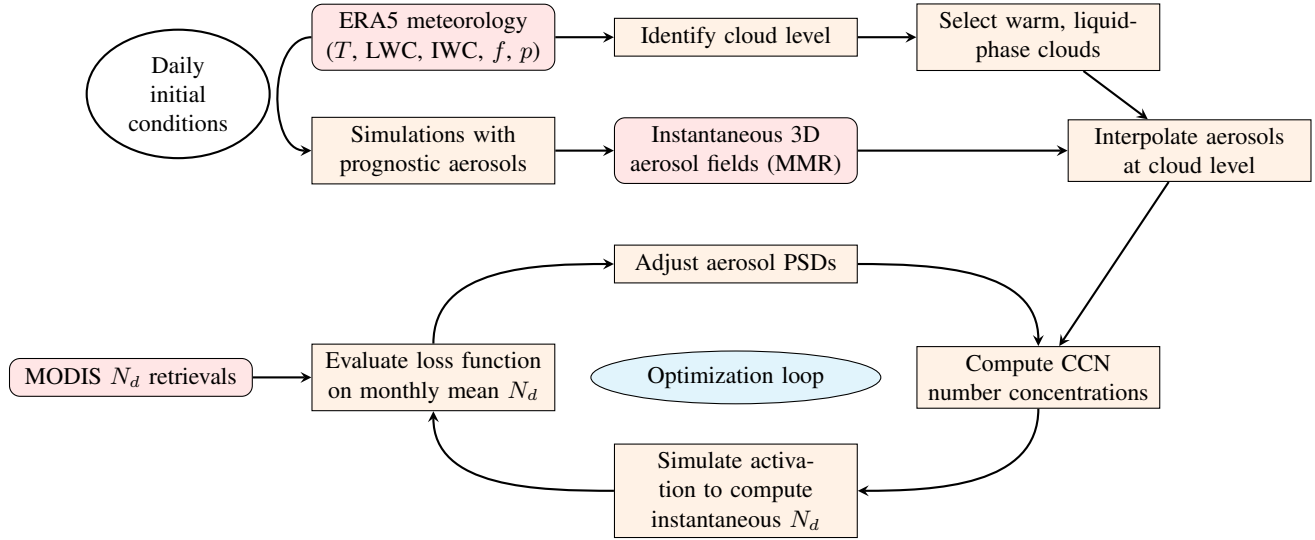 Daily
initial
conditions
ERA5 meteorology
(T, LWC, IWC, f, p)
Identify cloud level
Select warm, liquid-
phase clouds
Simulations with
prognostic aerosols
Instantaneous 3D
aerosol fields (MMR)
Interpolate aerosols
at cloud level
Adjust aerosol PSDs
MODIS N_d retrievals
Evaluate loss function
on monthly mean N_d
Optimization loop
Compute CCN
number concentrations
Simulate activa-
tion to compute
instantaneous N_d